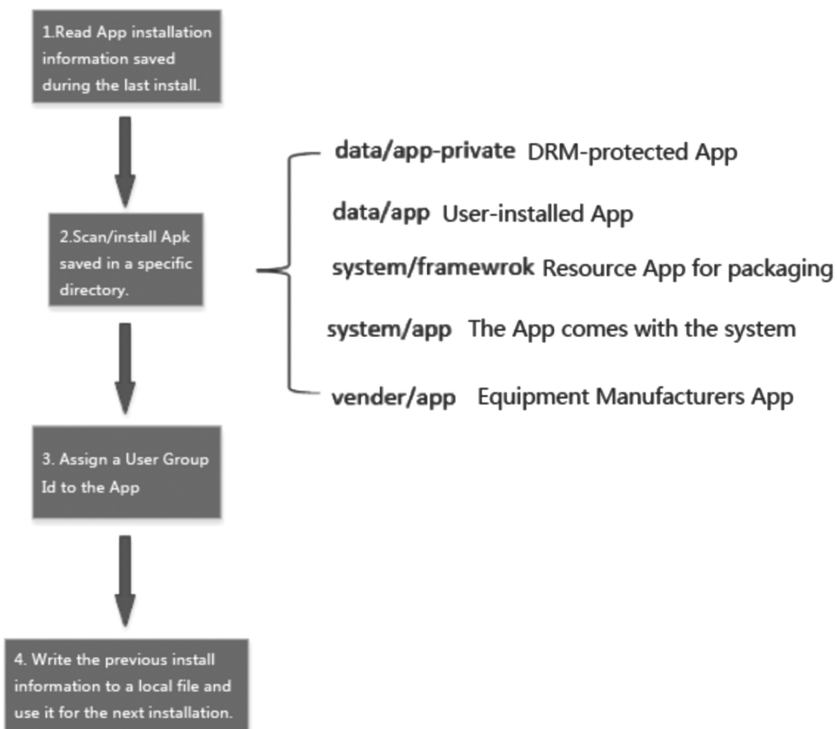 1.Read App installation
information saved
during the last install.
2.Scan/install Apk
saved in a specific
directory.
data/app-private DRM-protected App
data/app User-installed App
system/framewrok Resource App for packaging
system/app The App comes with the system
vender/app Equipment Manufacturers App
3. Assign a User Group
Id to the App
4. Write the previous install
information to a local file and
use it for the next installation.